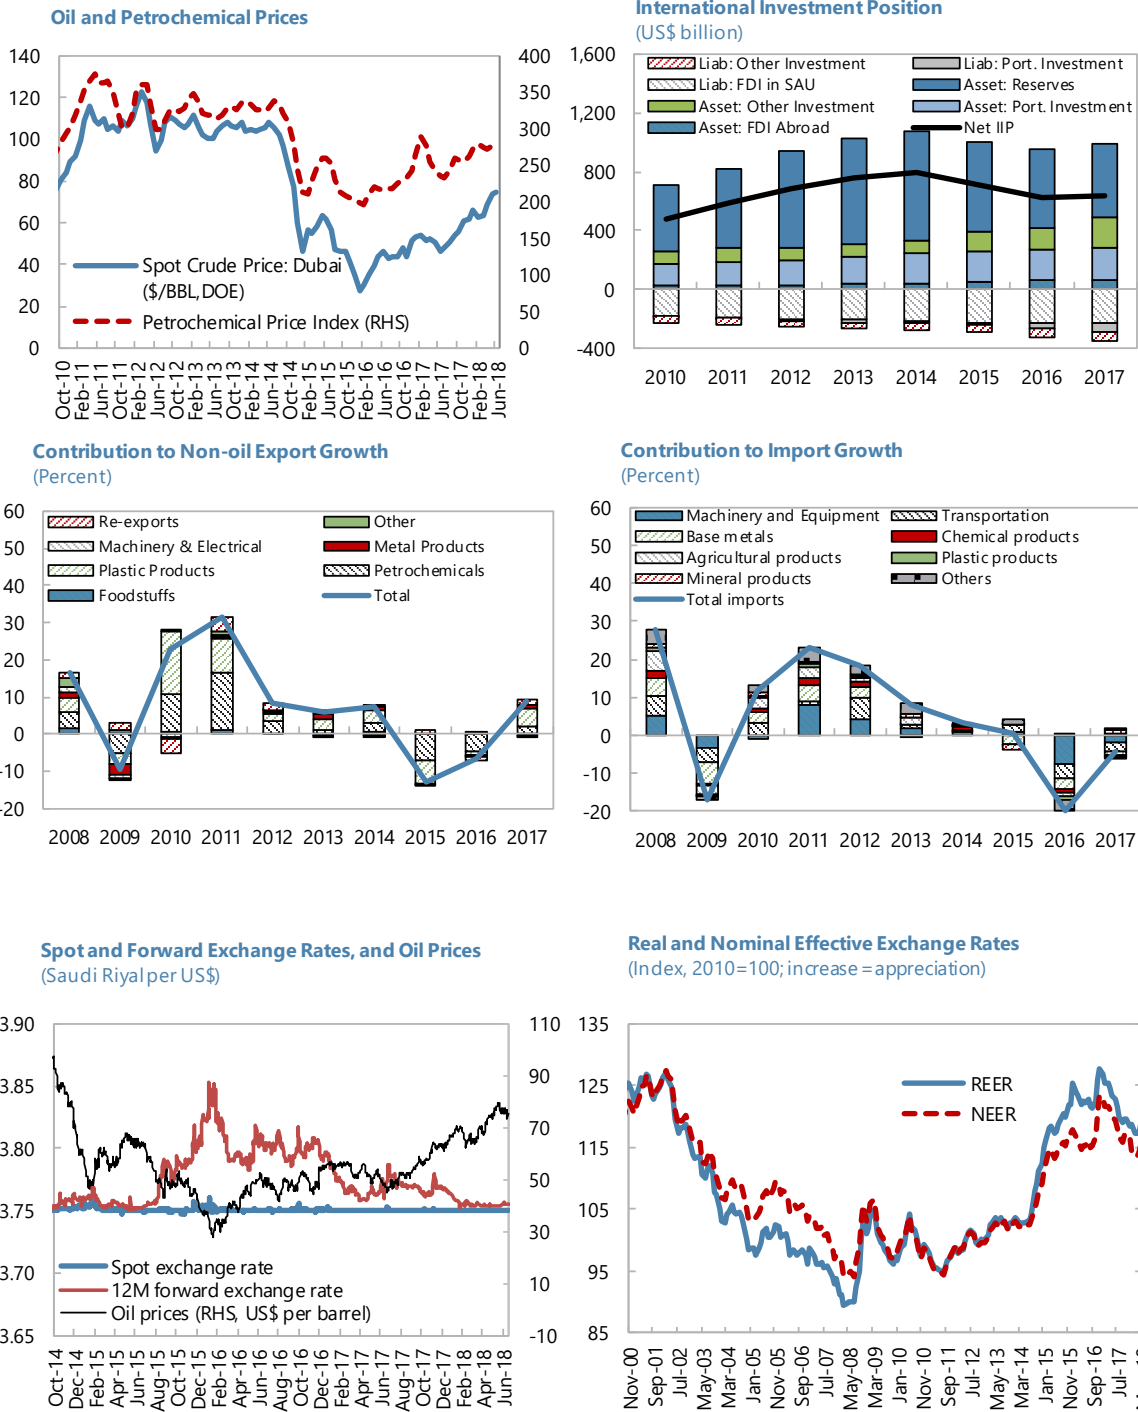 Oil and Petrochemical Prices
140
120
100
80
60
40
20
0
400
350
300
250
200
150
100
50
0
Spot Crude Price: Dubai
($/BBL,DOE)
Petrochemical Price Index (RHS)
Oct-10
Feb-11
Jun-11
Oct-11
Feb-12
Jun-12
Oct-12
Feb-13
Jun-13
Oct-13
Feb-14
Jun-14
Oct-14
Feb-15
Jun-15
Oct-15
Feb-16
Jun-16
Oct-16
Feb-17
Jun-17
Oct-17
Feb-18
Jun-18
International Investment Position
(US$ billion)
1,600
1,200
800
400
0
-400
Liab: Other Investment
Liab: Port. Investment
Liab: FDI in SAU
Asset: Reserves
Asset: Other Investment
Asset: Port. Investment
Asset: FDI Abroad
Net IIP
2010 2011 2012 2013 2014 2015 2016 2017
Contribution to Non-oil Export Growth
(Percent)
60
50
40
30
20
10
0
-10
-20
Re-exports
Other
Machinery & Electrical
Metal Products
Plastic Products
Petrochemicals
Foodstuffs
Total
2008 2009 2010 2011 2012 2013 2014 2015 2016 2017
Contribution to Import Growth
(Percent)
60
50
40
30
20
10
0
-10
-20
Machinery and Equipment
Transportation
Base metals
Chemical products
Agricultural products
Plastic products
Mineral products
Others
Total imports
2008 2009 2010 2011 2012 2013 2014 2015 2016 2017
Spot and Forward Exchange Rates, and Oil Prices
(Saudi Riyal per US$)
3.90
3.85
3.80
3.75
3.70
3.65
110
90
70
50
30
10
-10
Spot exchange rate
12M forward exchange rate
Oil prices (RHS, US$ per barrel)
Oct-14
Dec-14
Feb-15
Apr-15
Jun-15
Aug-15
Oct-15
Dec-15
Feb-16
Apr-16
Jun-16
Aug-16
Oct-16
Dec-16
Feb-17
Apr-17
Jun-17
Aug-17
Oct-17
Dec-17
Feb-18
Apr-18
Jun-18
Real and Nominal Effective Exchange Rates
(Index, 2010=100; increase = appreciation)
135
125
115
105
95
85
REER
NEER
Nov-00
Sep-01
Jul-02
May-03
Mar-04
Jan-05
Nov-05
Sep-06
Jul-07
May-08
Mar-09
Jan-10
Nov-10
Sep-11
Jul-12
May-13
Mar-14
Jan-15
Nov-15
Sep-16
Jul-17